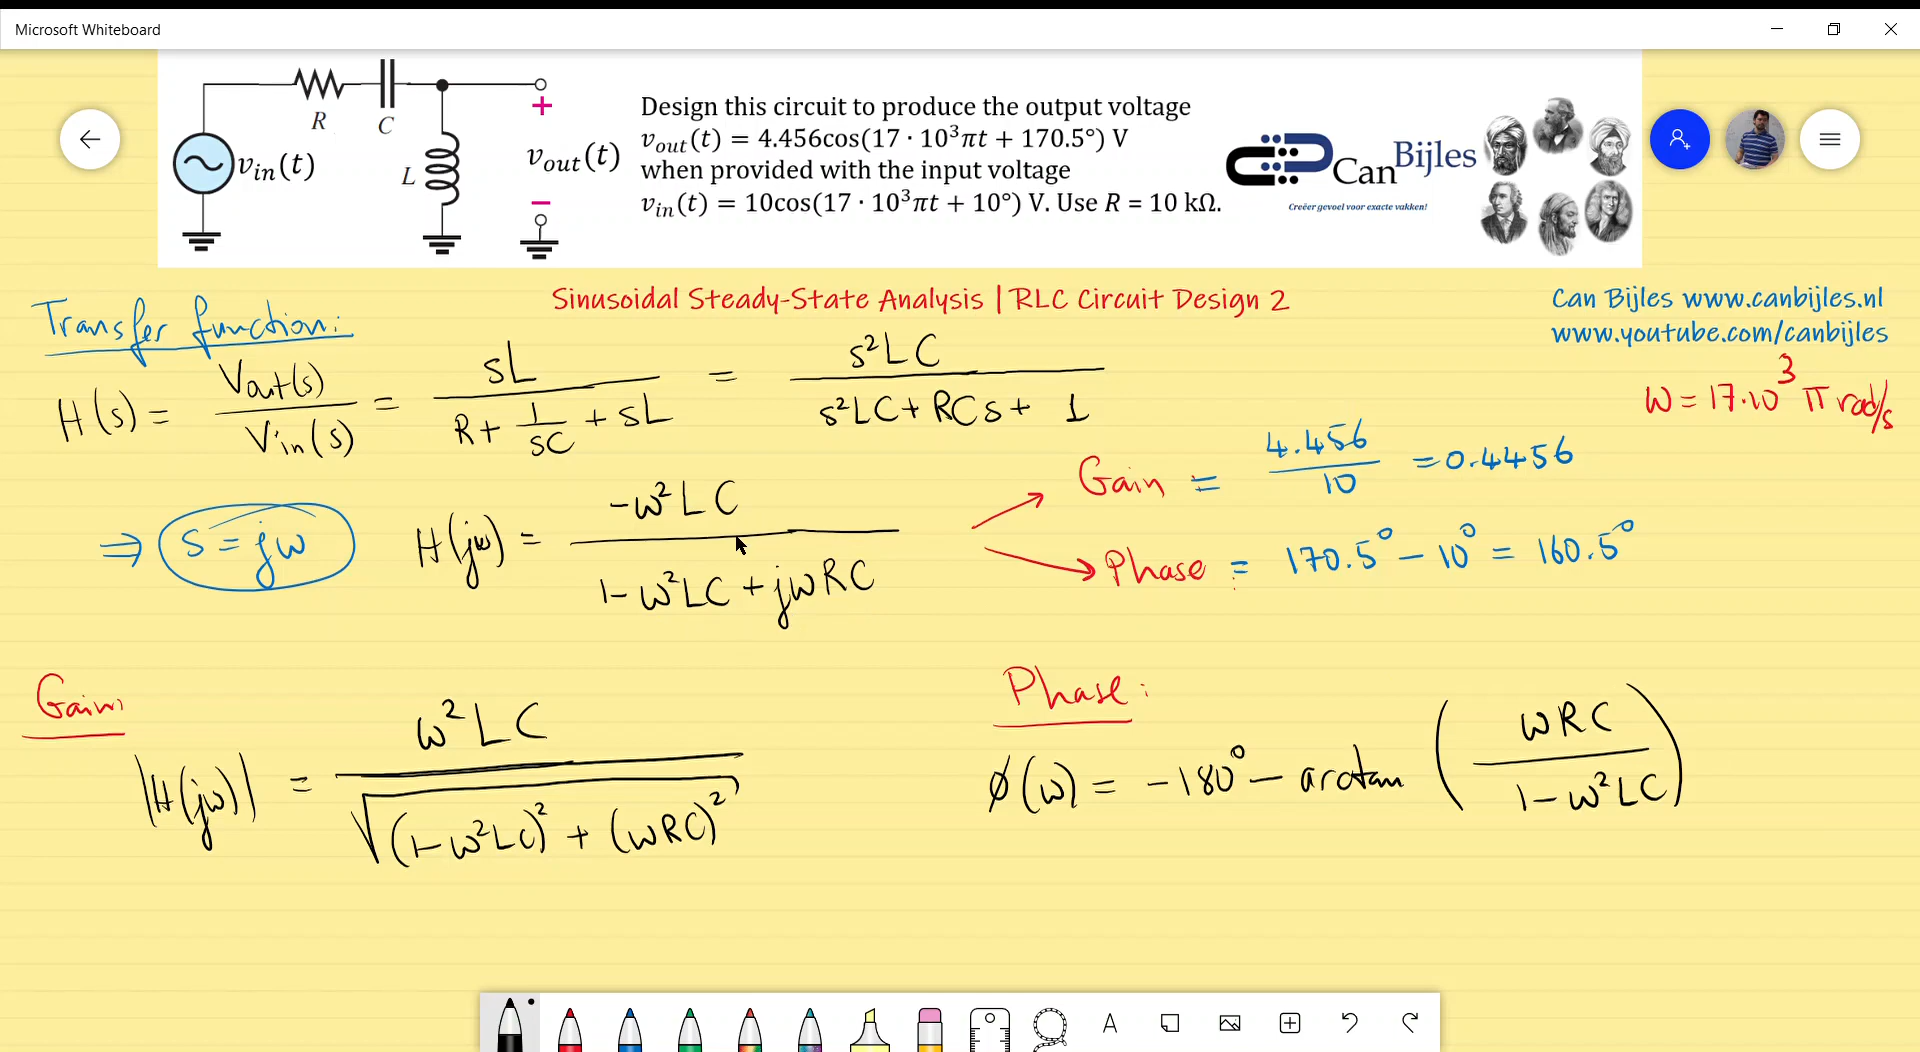 Microsoft Whiteboard
R
C
L
v_in(t)
v_out(t)
+
−
Design this circuit to produce the output voltage
v_out(t) = 4.456cos(17 · 10³πt + 170.5°) V
when provided with the input voltage
v_in(t) = 10cos(17 · 10³πt + 10°) V. Use R = 10 kΩ.
CanBijles
Creëer gevoel voor exacte vakken!
Sinusoidal Steady-State Analysis | RLC Circuit Design 2
Can Bijles www.canbijles.nl
www.youtube.com/canbijles
Transfer function:
H(s) = Vout(s) / Vin(s) = sL / (R + 1/sC + sL) = s²LC / (s²LC + RCs + 1)
ω = 17.10³ π rad/s
⇒ s = jω
H(jω) = -ω²LC / (1 - ω²LC + jωRC)
Gain = 4.456 / 10 = 0.4456
Phase = 170.5° - 10° = 160.5°
Gain:
|H(jω)| = ω²LC / √((1-ω²LC)² + (ωRC)²)
Phase:
ϕ(ω) = -180° - arctan (ωRC / (1-ω²LC))
A